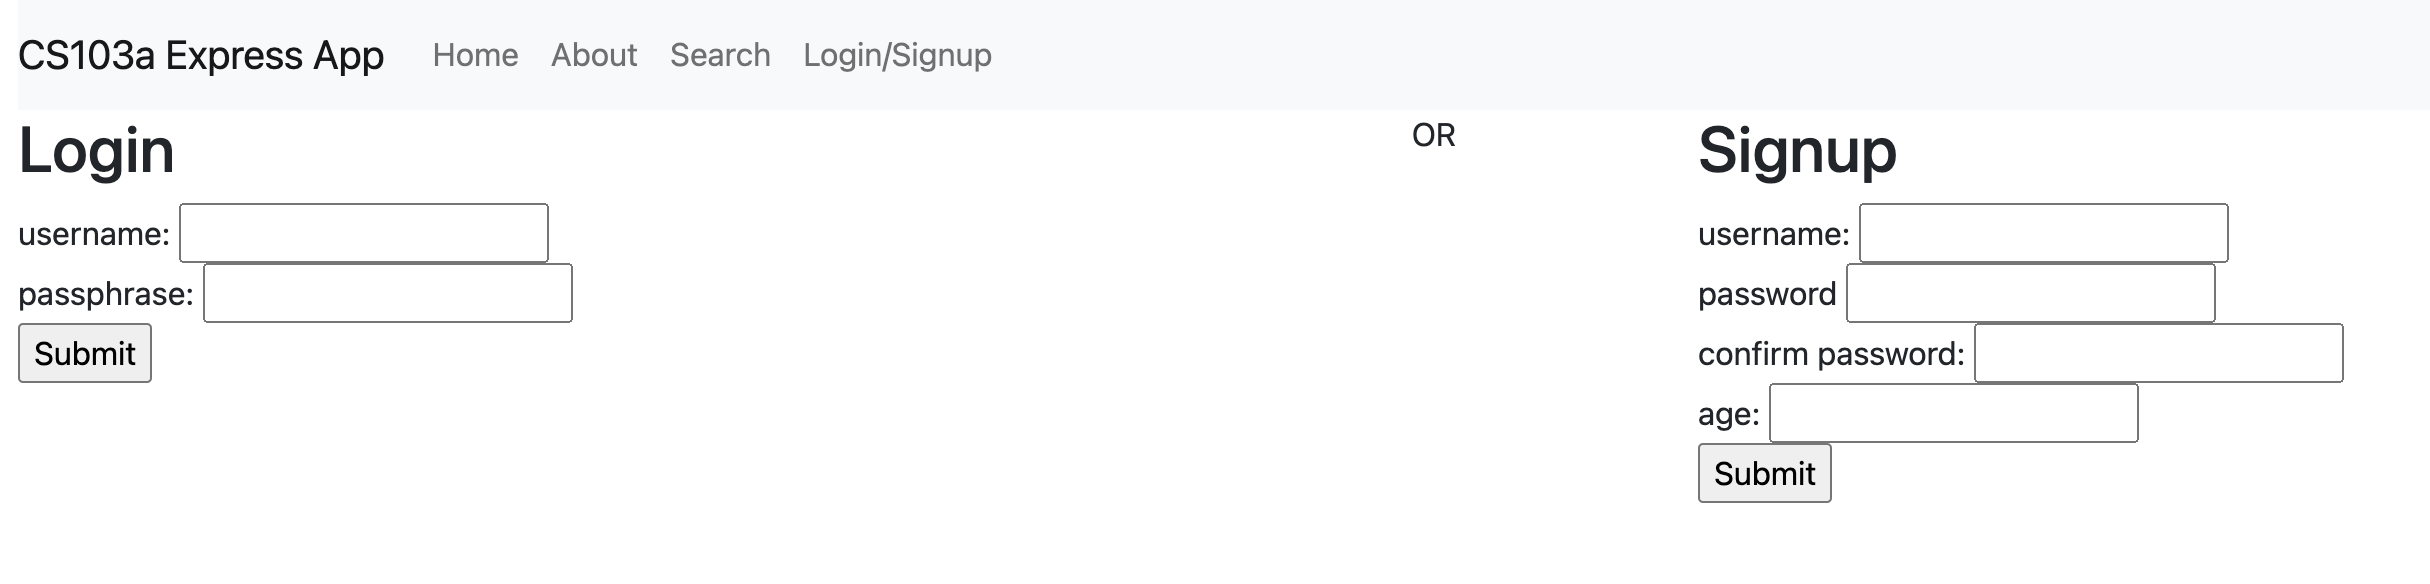 CS103a Express App Home About Search Login/Signup
Login
username:
passphrase:
Submit
OR
Signup
username:
password
confirm password:
age:
Submit